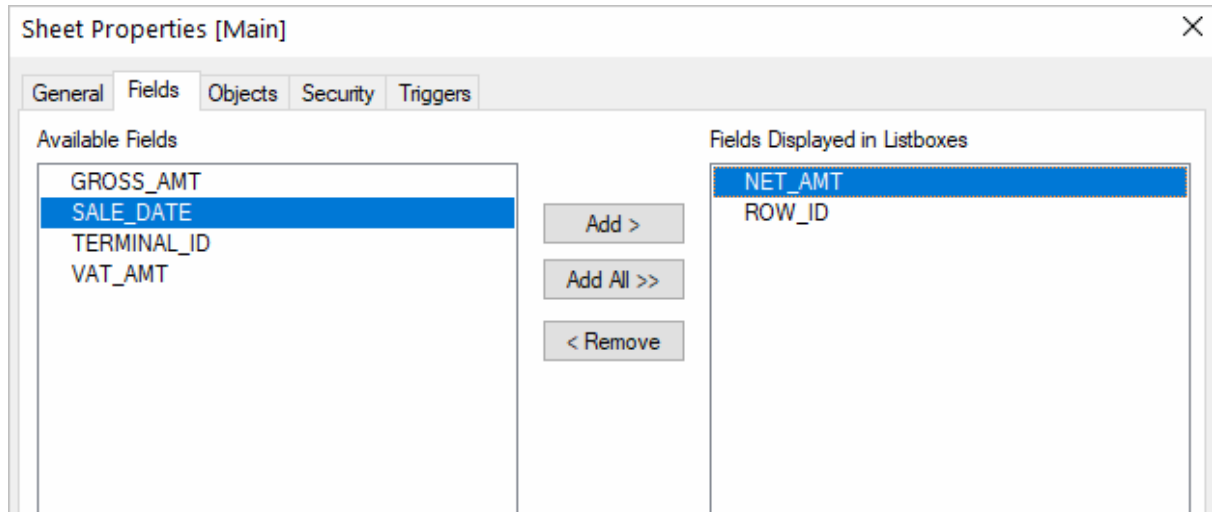 Sheet Properties [Main]
General Fields Objects Security Triggers
Available Fields
GROSS_AMT
SALE_DATE
TERMINAL_ID
VAT_AMT
Add >
Add All >>
< Remove
Fields Displayed in Listboxes
NET_AMT
ROW_ID